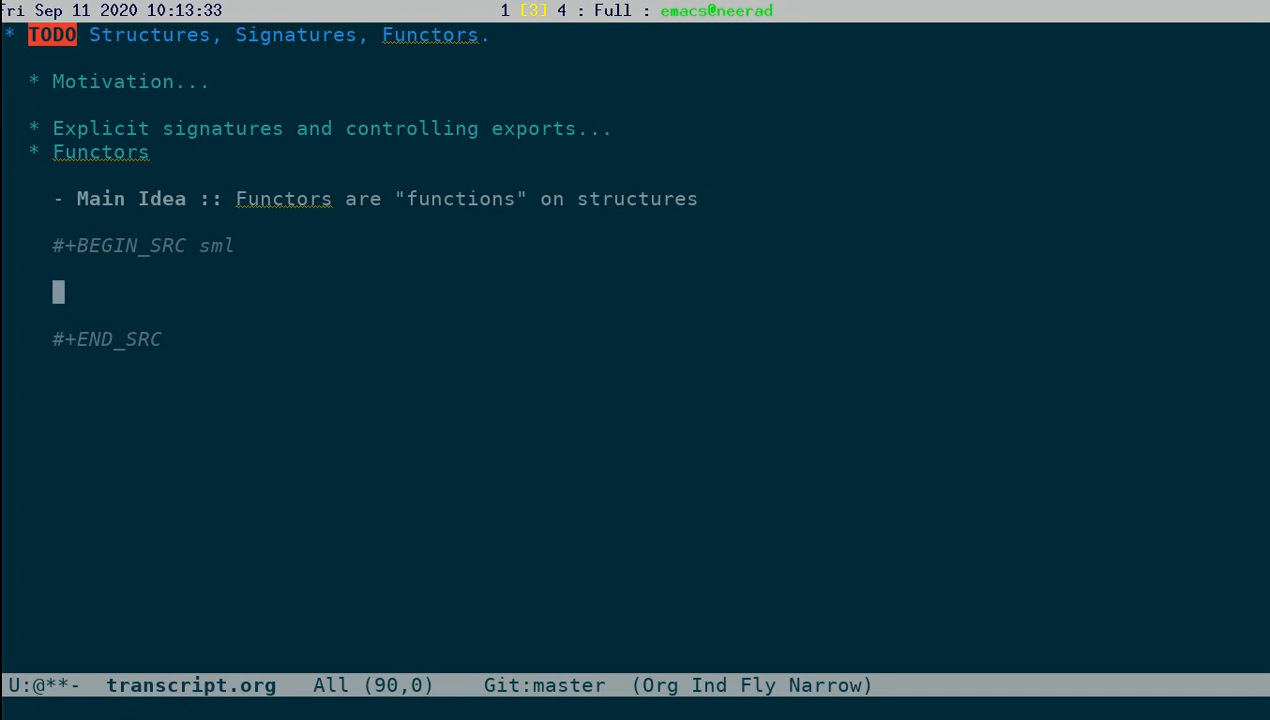 Fri Sep 11 2020 10:13:33 1 [3] 4 : Full : emacs@neerad
* TODO Structures, Signatures, Functors.
* Motivation...
* Explicit signatures and controlling exports...
* Functors
- Main Idea :: Functors are "functions" on structures
#+BEGIN_SRC sml
#+END_SRC
U:@**- transcript.org All (90,0) Git:master (Org Ind Fly Narrow)